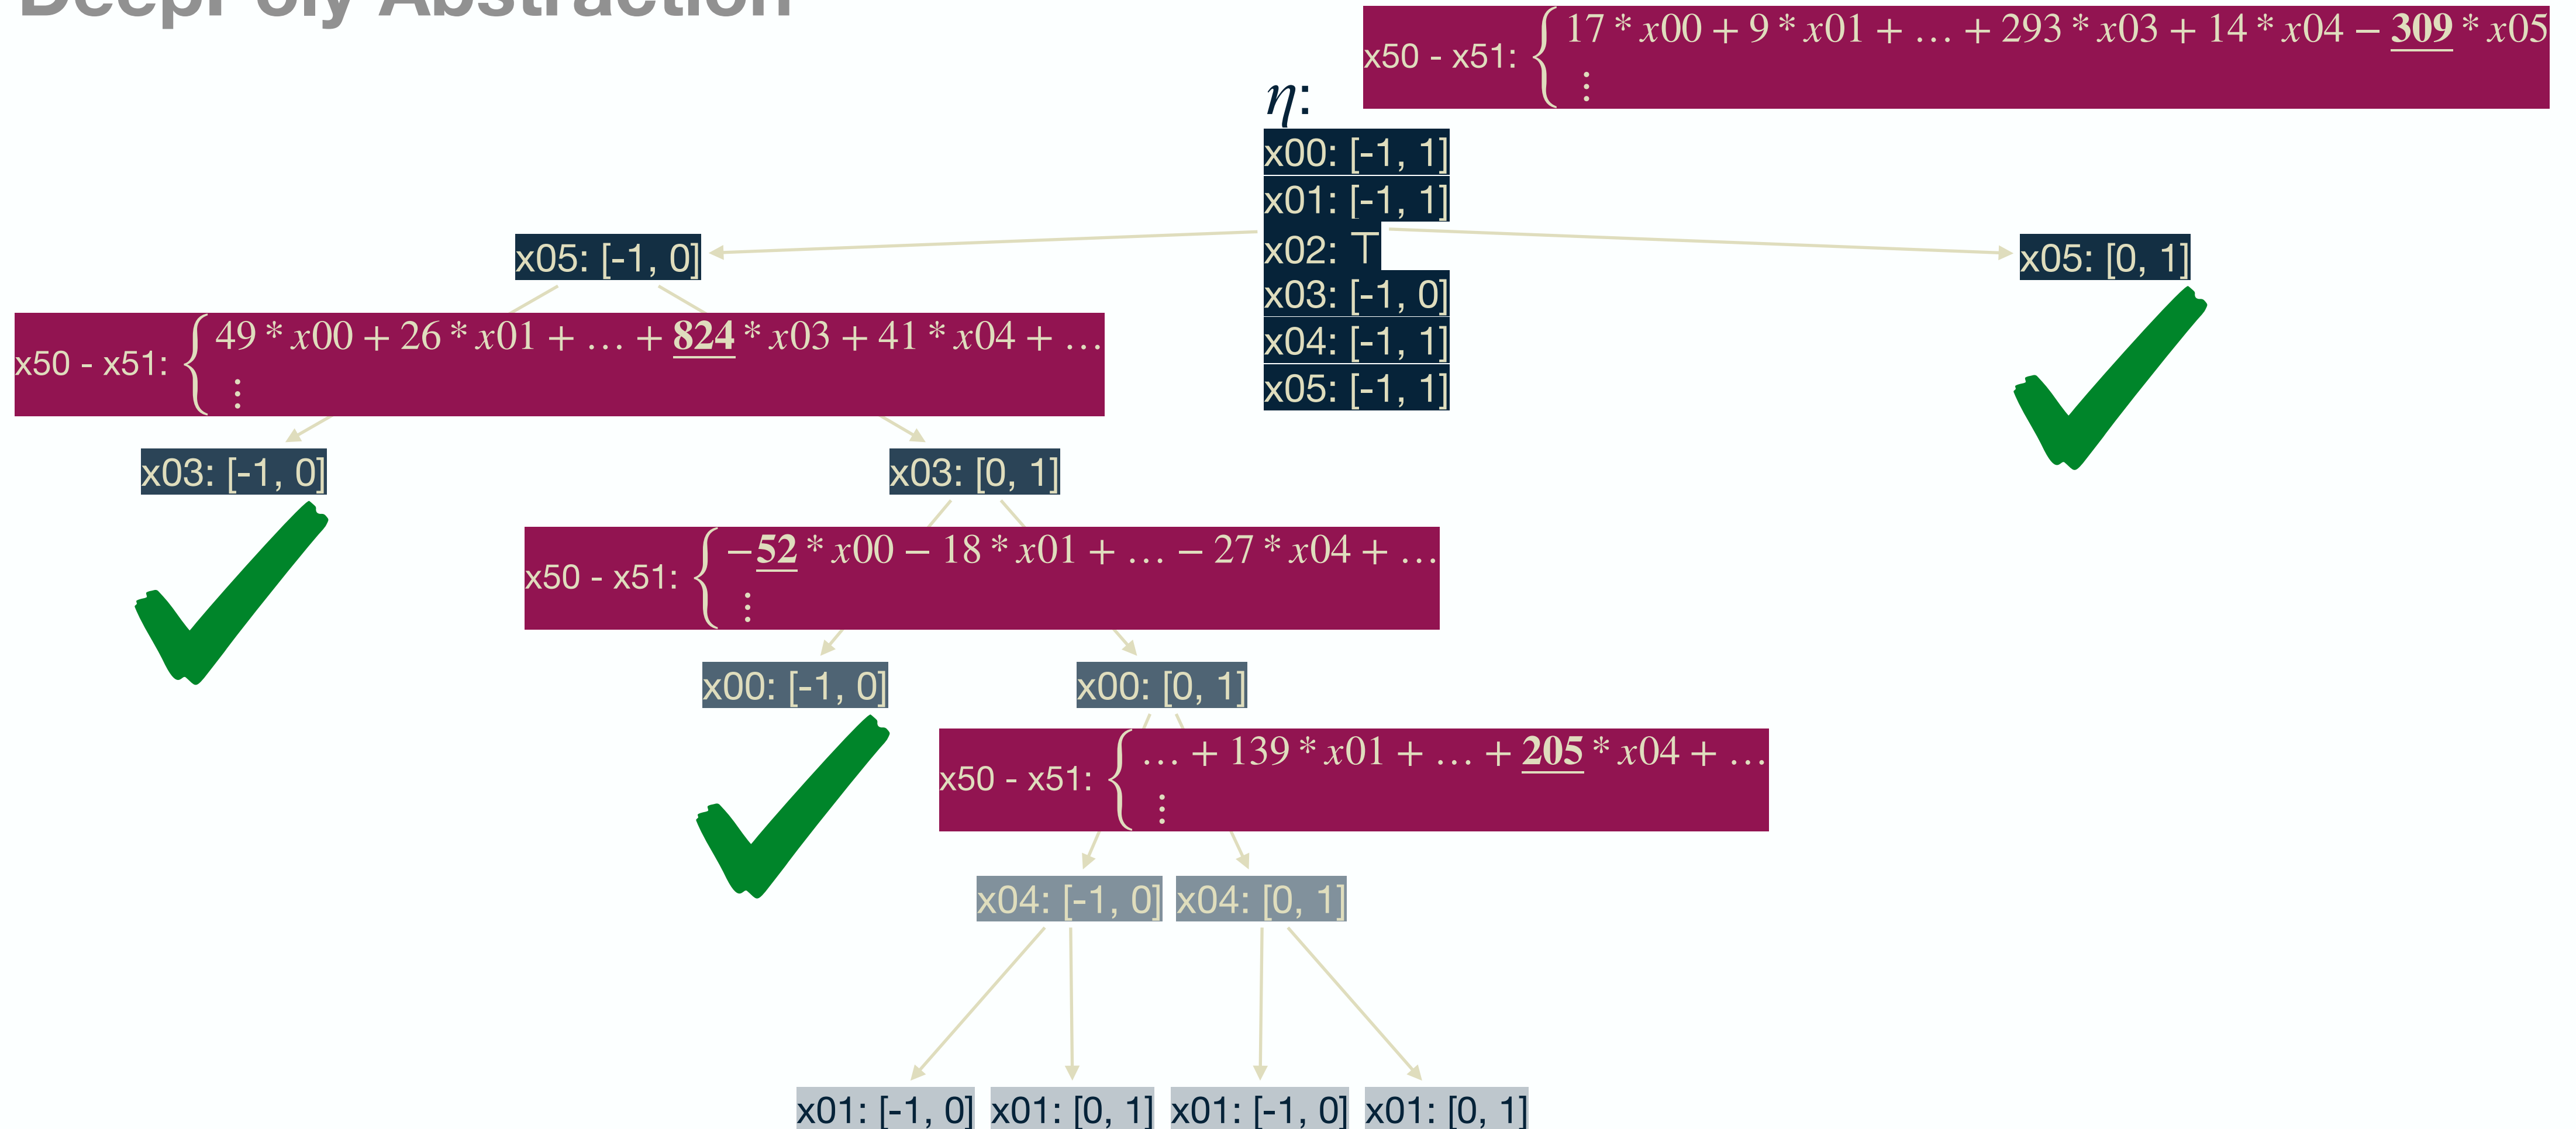 DeepPoly Abstraction
x50 - x51: { 17 * x00 + 9 * x01 + … + 293 * x03 + 14 * x04 − 309 * x05
⋮
η:
x00: [-1, 1]
x01: [-1, 1]
x02: ⊤
x03: [-1, 0]
x04: [-1, 1]
x05: [-1, 1]
x05: [-1, 0]
x05: [0, 1]
x50 - x51: { 49 * x00 + 26 * x01 + … + 824 * x03 + 41 * x04 + …
⋮
x03: [-1, 0]
x03: [0, 1]
x50 - x51: { −52 * x00 − 18 * x01 + … − 27 * x04 + …
⋮
x00: [-1, 0]
x00: [0, 1]
x50 - x51: { … + 139 * x01 + … + 205 * x04 + …
⋮
x04: [-1, 0]
x04: [0, 1]
x01: [-1, 0]
x01: [0, 1]
x01: [-1, 0]
x01: [0, 1]